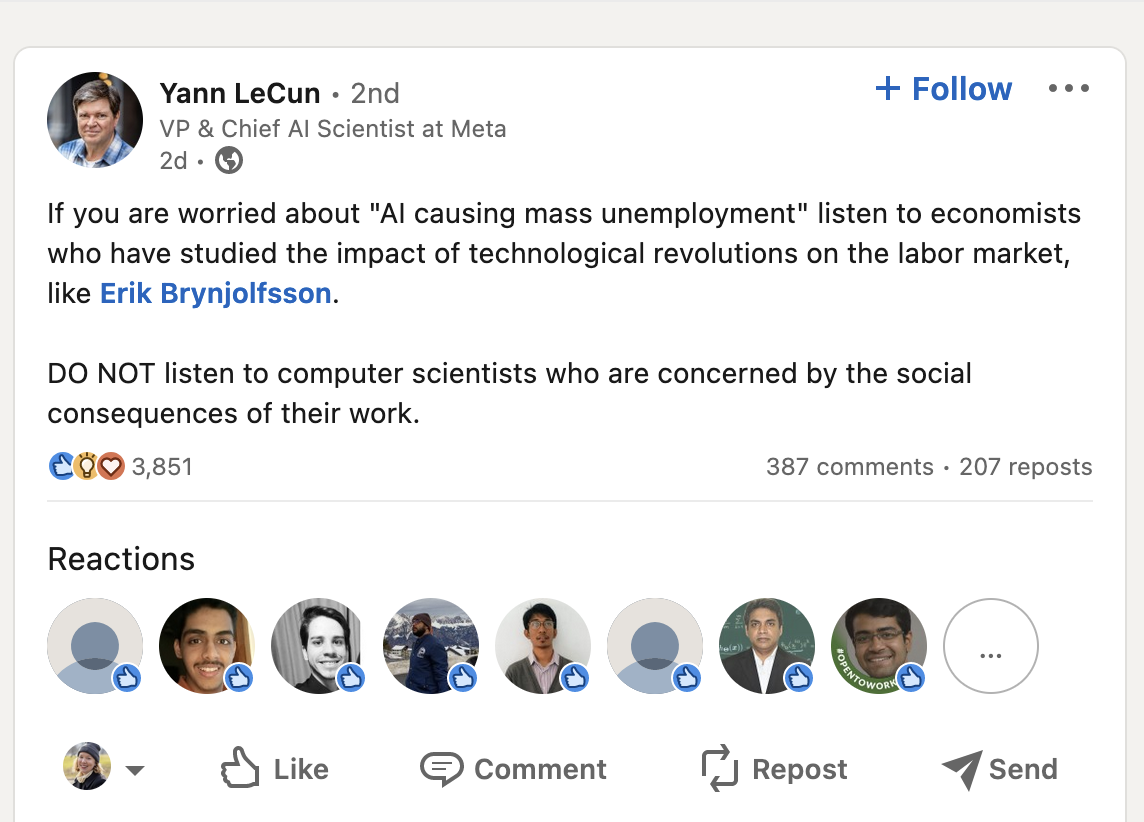 Yann LeCun • 2nd
+ Follow
...
VP & Chief AI Scientist at Meta
2d •
If you are worried about "AI causing mass unemployment" listen to economists
who have studied the impact of technological revolutions on the labor market,
like Erik Brynjolfsson.
DO NOT listen to computer scientists who are concerned by the social
consequences of their work.
3,851
387 comments • 207 reposts
Reactions
#OPENTOWORK
...
Like
Comment
Repost
Send